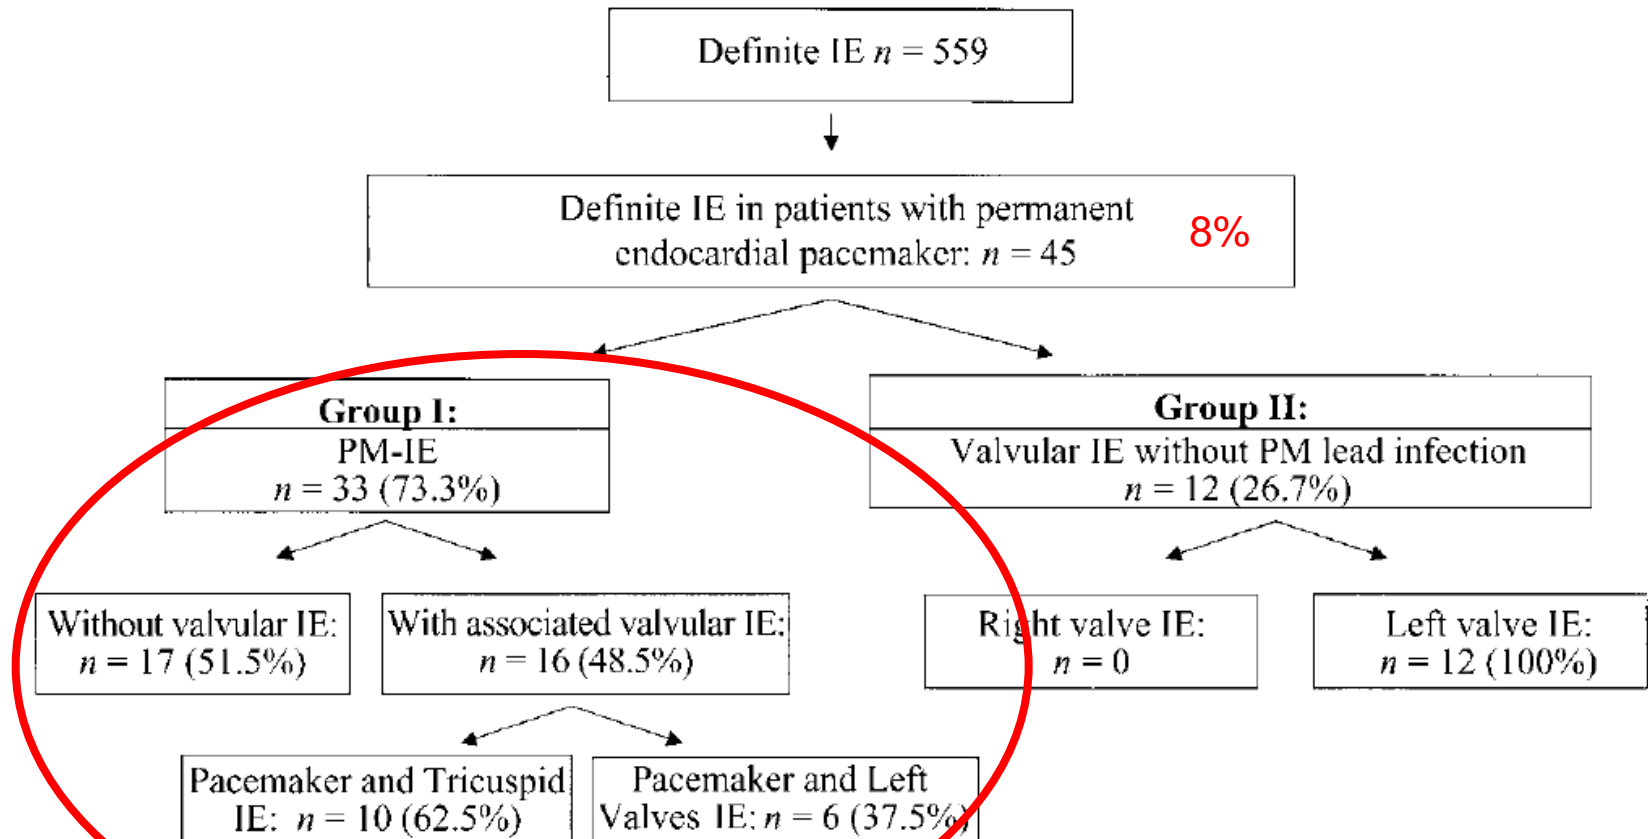 Definite IE n = 559
Definite IE in patients with permanent
endocardial pacemaker: n = 45
8%
Group I:
PM-IE
n = 33 (73.3%)
Group II:
Valvular IE without PM lead infection
n = 12 (26.7%)
Without valvular IE:
n = 17 (51.5%)
With associated valvular IE:
n = 16 (48.5%)
Right valve IE:
n = 0
Left valve IE:
n = 12 (100%)
Pacemaker and Tricuspid
IE: n = 10 (62.5%)
Pacemaker and Left
Valves IE: n = 6 (37.5%)